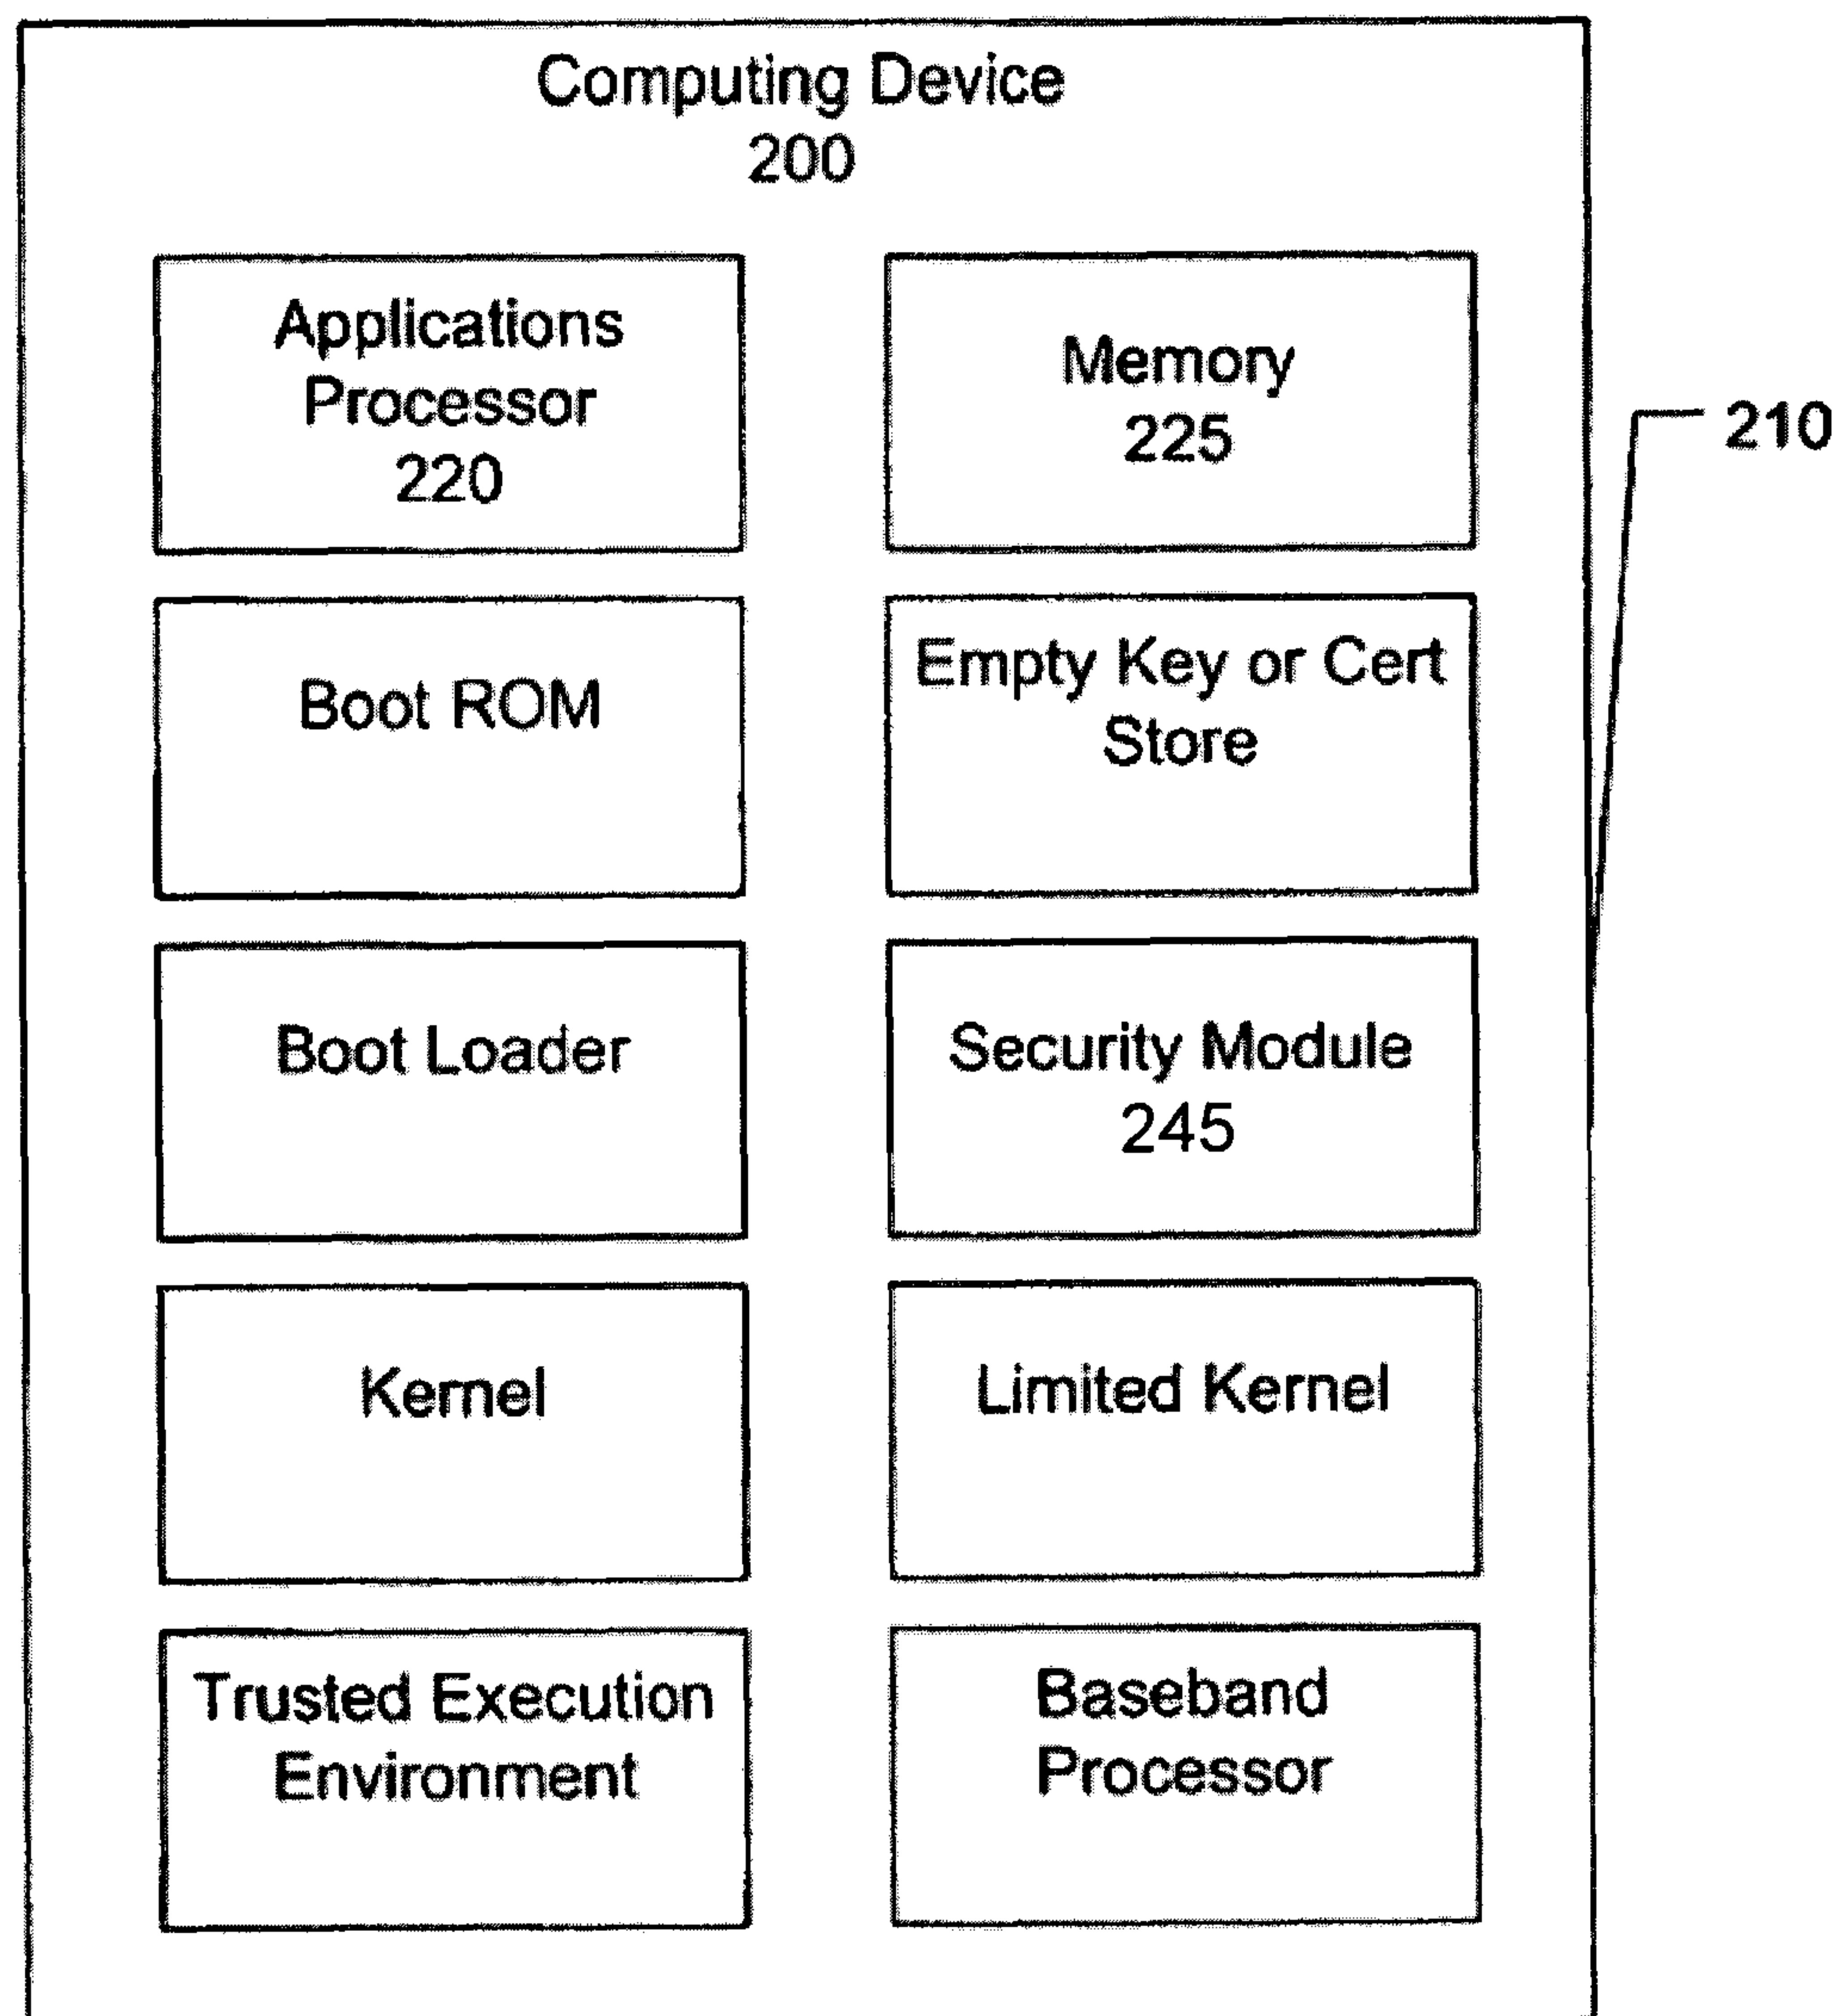 Computing Device
200
Applications
Processor
220
Memory
225
210
Boot ROM
Empty Key or Cert
Store
Boot Loader
Security Module
245
Kernel
Limited Kernel
Trusted Execution
Environment
Baseband
Processor